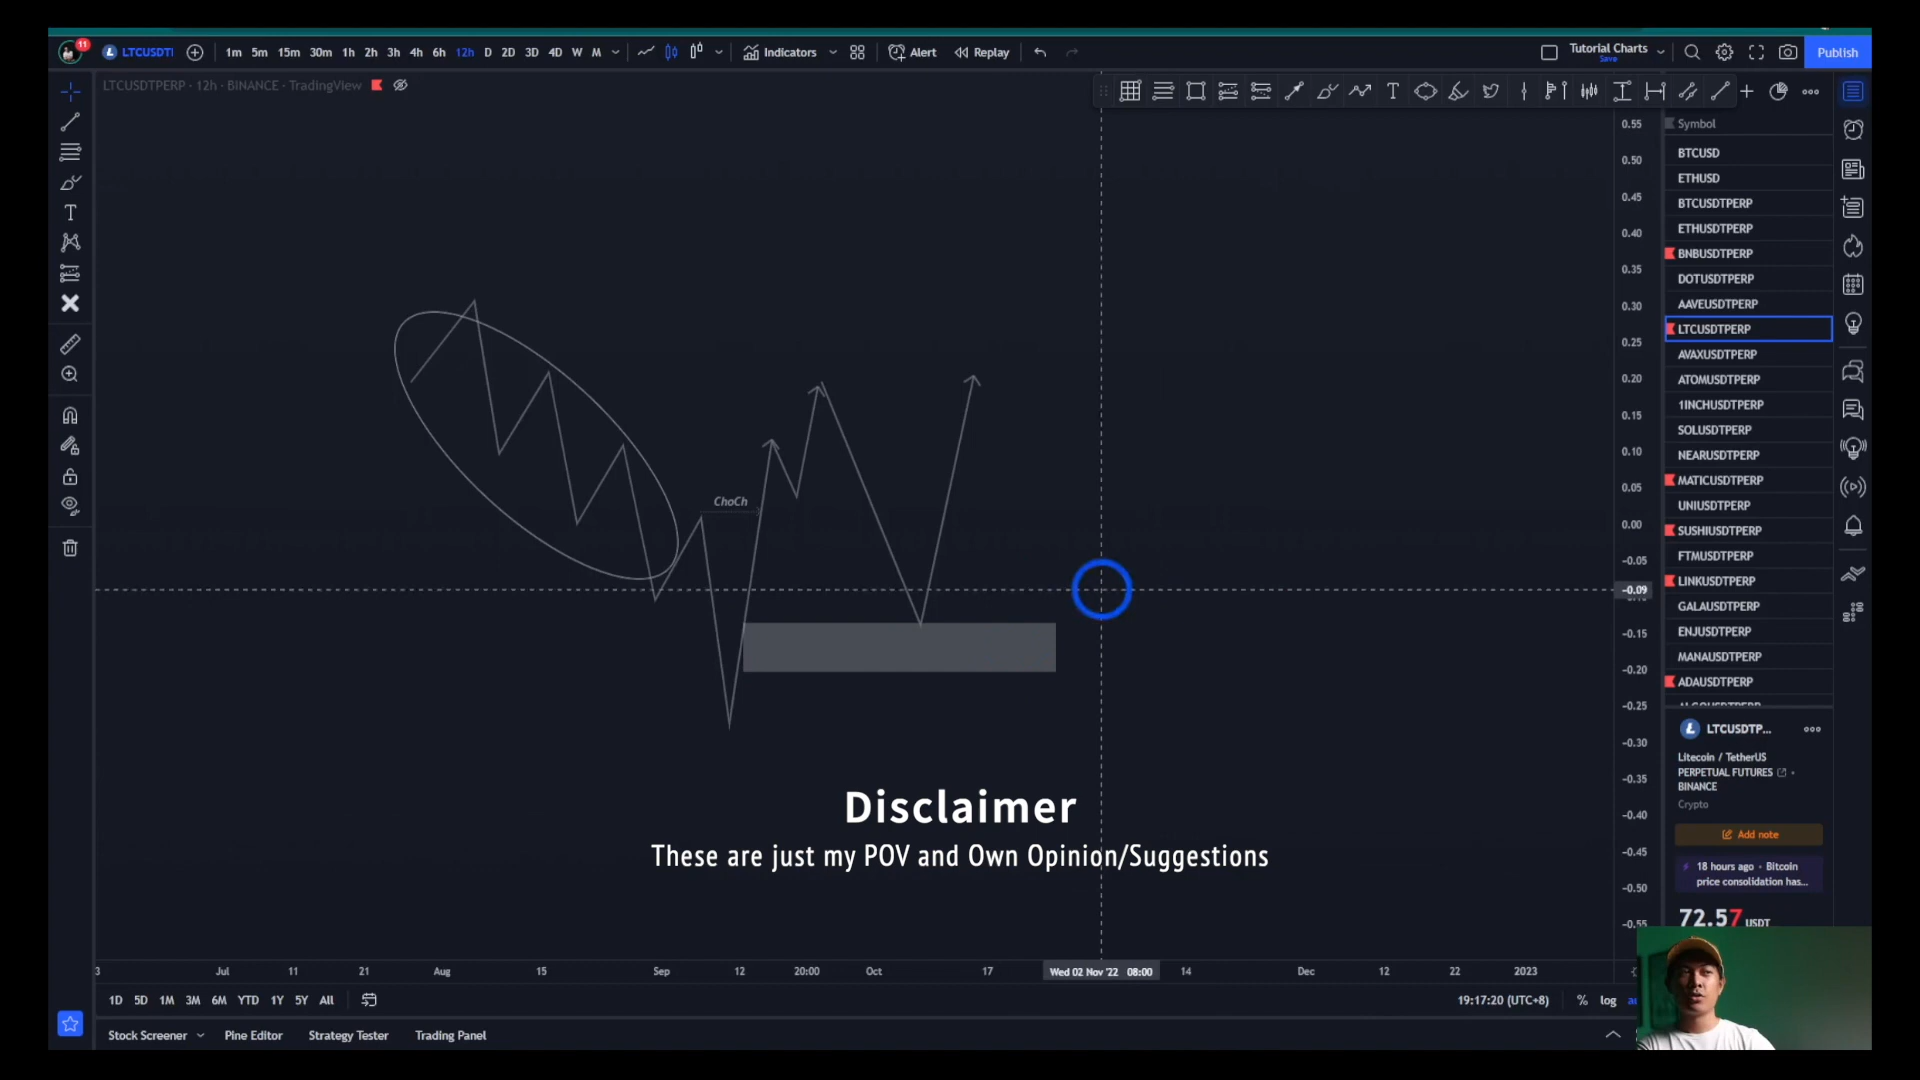 11
LTCUSDT
1m 5m 15m 30m 1h 2h 3h 4h 6h 12h D 2D 3D 4D W M
Indicators
Alert
Replay
Tutorial Charts
Save
Publish
LTCUSDTPERP · 12h · BINANCE · TradingView
Symbol
BTCUSD
ETHUSD
BTCUSDTPERP
ETHUSDTPERP
BNBUSDTPERP
DOTUSDTPERP
AAVEUSDTPERP
LTCUSDTPERP
AVAXUSDTPERP
ATOMUSDTPERP
1INCHUSDTPERP
SOLUSDTPERP
NEARUSDTPERP
MATICUSDTPERP
UNIUSDTPERP
SUSHIUSDTPERP
FTMUSDTPERP
LINKUSDTPERP
GALAUSDTPERP
ENJUSDTPERP
MANAUSDTPERP
ADAUSDTPERP
0.55
0.50
0.45
0.40
0.35
0.30
0.25
0.20
0.15
0.10
0.05
0.00
−0.05
−0.09
−0.15
−0.20
−0.25
−0.30
−0.35
−0.40
−0.45
−0.50
−0.55
ChoCh
Disclaimer
These are just my POV and Own Opinion/Suggestions
LTCUSDTP...
Litecoin / TetherUS
PERPETUAL FUTURES
BINANCE
Crypto
Add note
18 hours ago · Bitcoin
price consolidation has...
72.57 USDT
3 Jul 11 21 Aug 15 Sep 12 20:00 Oct 17 Wed 02 Nov '22 08:00 14 Dec 12 22 2023
1D 5D 1M 3M 6M YTD 1Y 5Y All
19:17:20 (UTC+8) % log
Stock Screener Pine Editor Strategy Tester Trading Panel